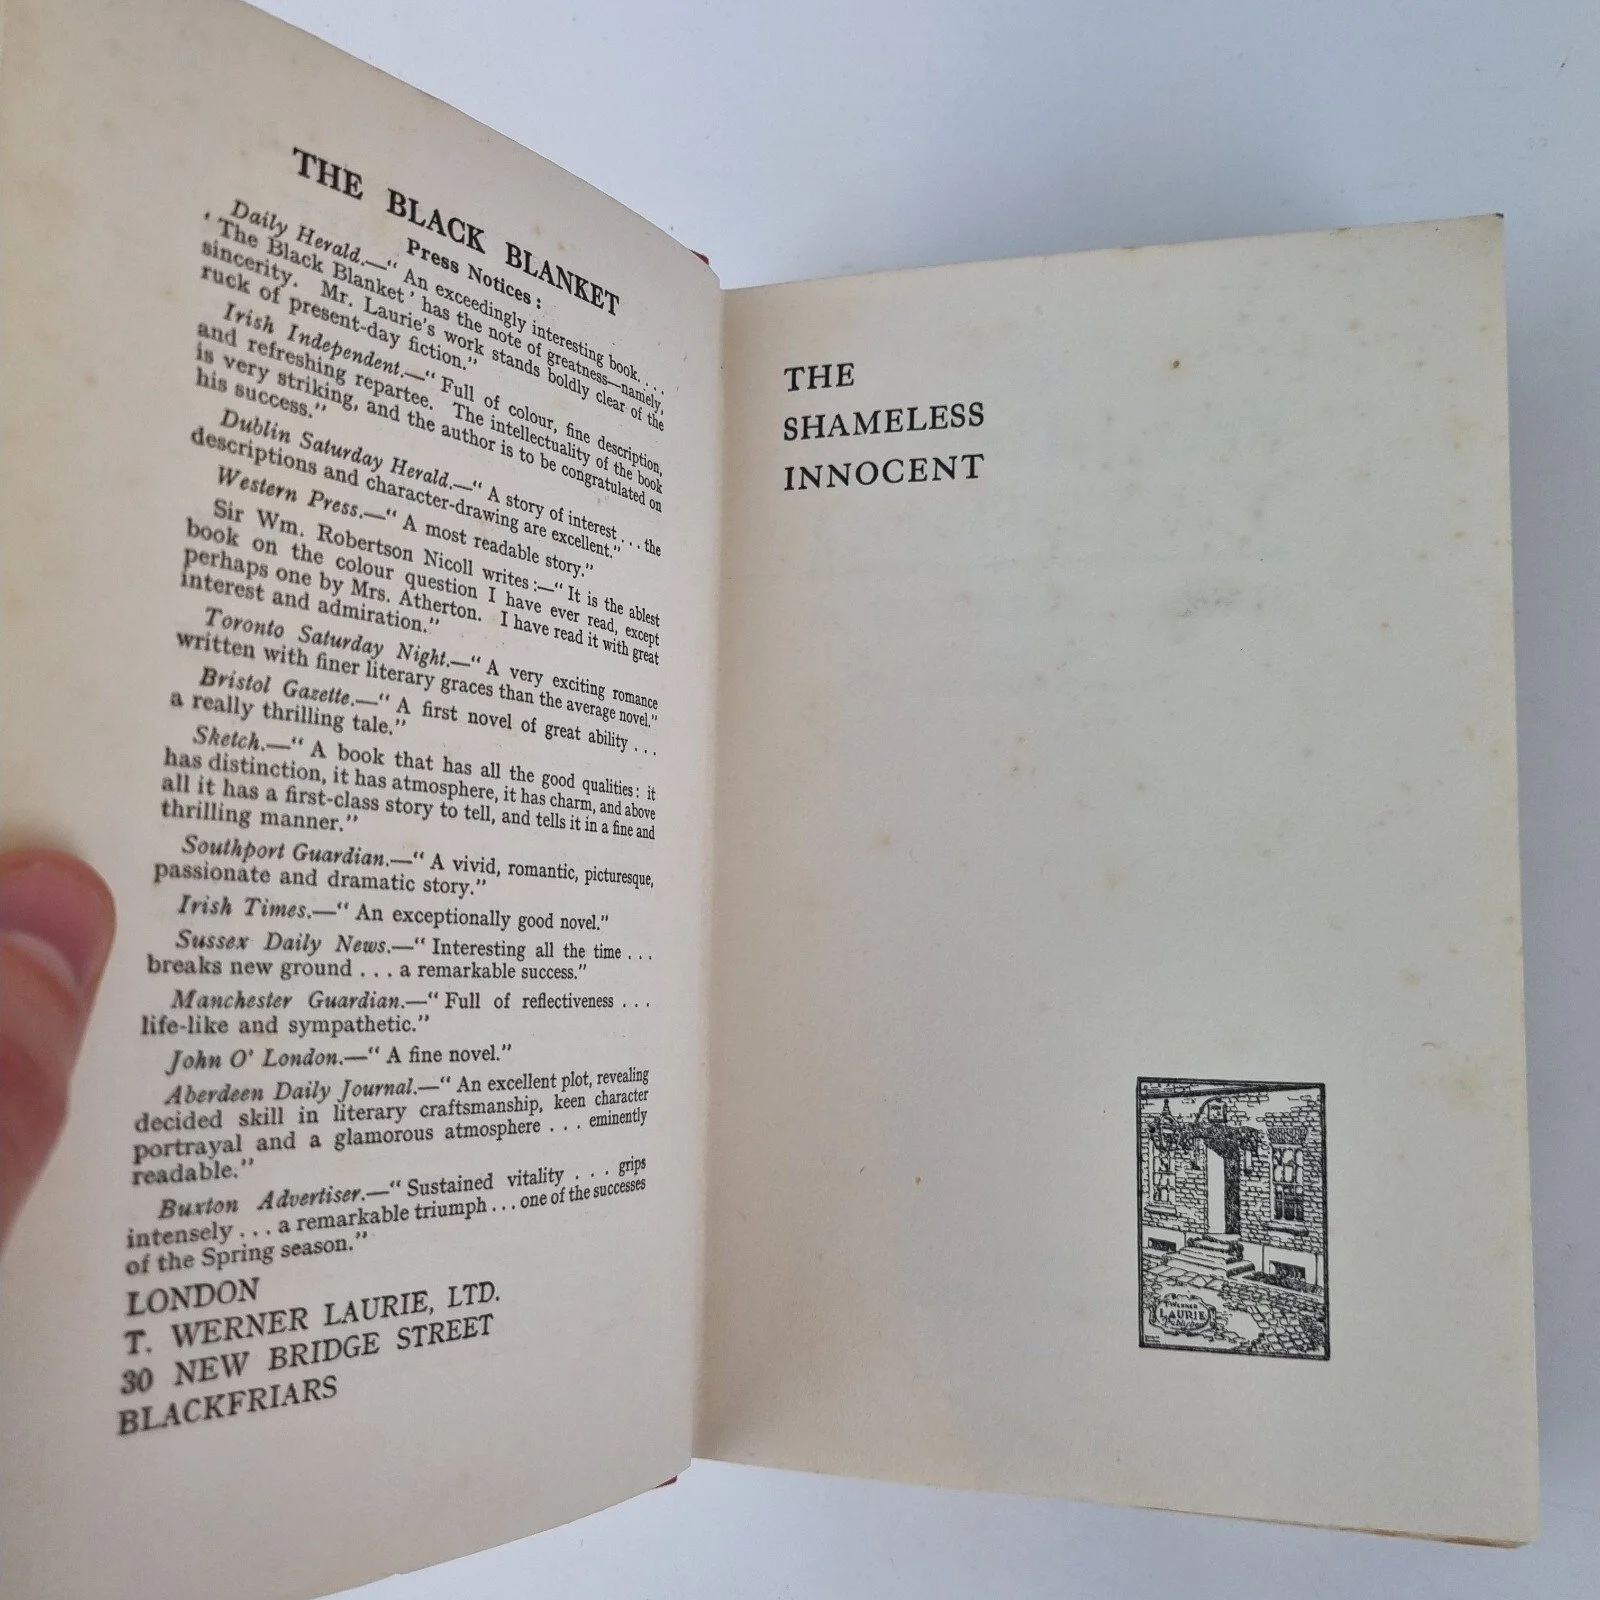 THE BLACK BLANKET
Press Notices :
Daily Herald.—“ An exceedingly interesting book. . . .
‘ The Black Blanket ’ has the note of greatness—namely,
sincerity. Mr. Laurie’s work stands boldly clear of the
ruck of present-day fiction.”
Irish Independent.—“ Full of colour, fine description,
and refreshing repartee. The intellectuality of the book
is very striking, and the author is to be congratulated on
his success.”
Dublin Saturday Herald.—“ A story of interest . . . the
descriptions and character-drawing are excellent.”
Western Press.—“ A most readable story.”
Sir Wm. Robertson Nicoll writes :—“ It is the ablest
book on the colour question I have ever read, except
perhaps one by Mrs. Atherton. I have read it with great
interest and admiration.”
Toronto Saturday Night.—“ A very exciting romance
written with finer literary graces than the average novel.”
Bristol Gazette.—“ A first novel of great ability . . .
a really thrilling tale.”
Sketch.—“ A book that has all the good qualities : it
has distinction, it has atmosphere, it has charm, and above
all it has a first-class story to tell, and tells it in a fine and
thrilling manner.”
Southport Guardian.—“ A vivid, romantic, picturesque,
passionate and dramatic story.”
Irish Times.—“ An exceptionally good novel.”
Sussex Daily News.—“ Interesting all the time . . .
breaks new ground . . . a remarkable success.”
Manchester Guardian.—“ Full of reflectiveness . . .
life-like and sympathetic.”
John O’ London.—“ A fine novel.”
Aberdeen Daily Journal.—“ An excellent plot, revealing
decided skill in literary craftsmanship, keen character
portrayal and a glamorous atmosphere . . . eminently
readable.”
Buxton Advertiser.—“ Sustained vitality . . . grips
intensely . . . a remarkable triumph . . . one of the successes
of the Spring season.”
LONDON
T. WERNER LAURIE, LTD.
30 NEW BRIDGE STREET
BLACKFRIARS
THE
SHAMELESS
INNOCENT
T. WERNER
LAURIE